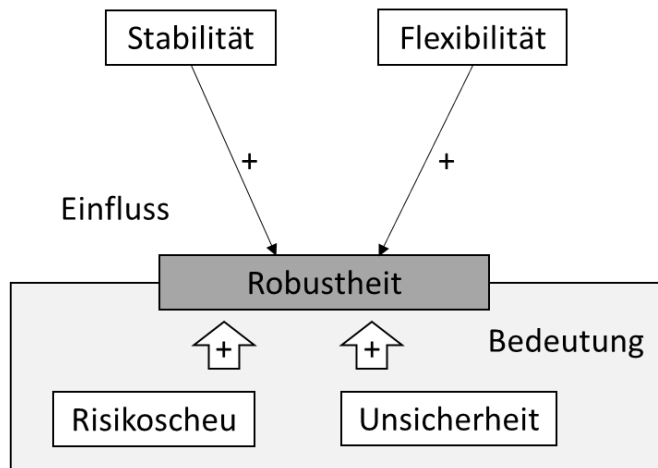 Stabilität
Flexibilität
+
+
Einfluss
Robustheit
+
+
Bedeutung
Risikoscheu
Unsicherheit